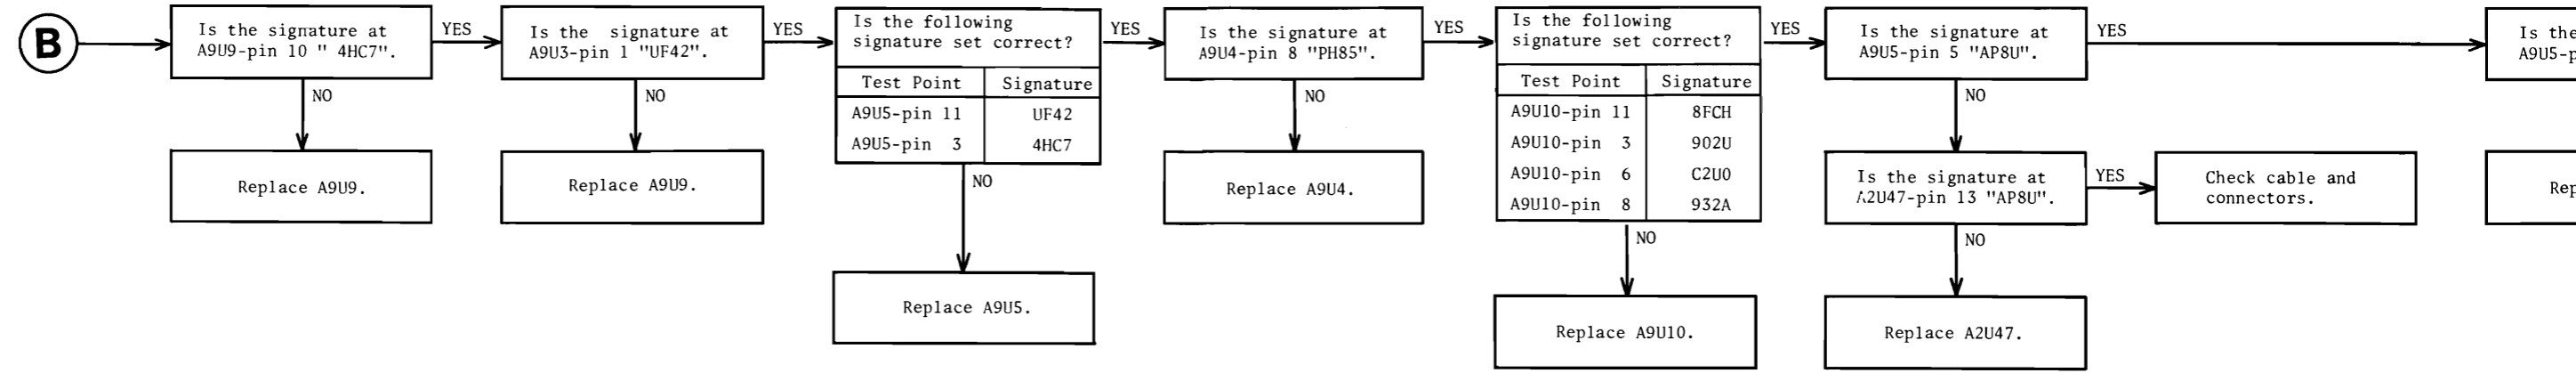 B
Is the signature at
A9U9-pin 10 " 4HC7".
YES
NO
Replace A9U9.
Is the signature at
A9U3-pin 1 "UF42".
YES
NO
Replace A9U9.
Is the following
signature set correct?
Test Point Signature
A9U5-pin 11 UF42
A9U5-pin 3 4HC7
YES
NO
Replace A9U5.
Is the signature at
A9U4-pin 8 "PH85".
YES
NO
Replace A9U4.
Is the following
signature set correct?
Test Point Signature
A9U10-pin 11 8FCH
A9U10-pin 3 902U
A9U10-pin 6 C2U0
A9U10-pin 8 932A
YES
NO
Replace A9U10.
Is the signature at
A9U5-pin 5 "AP8U".
YES
NO
Is the signature at
A2U47-pin 13 "AP8U".
YES
Check cable and
connectors.
NO
Replace A2U47.
Is the
A9U5-p
Rep